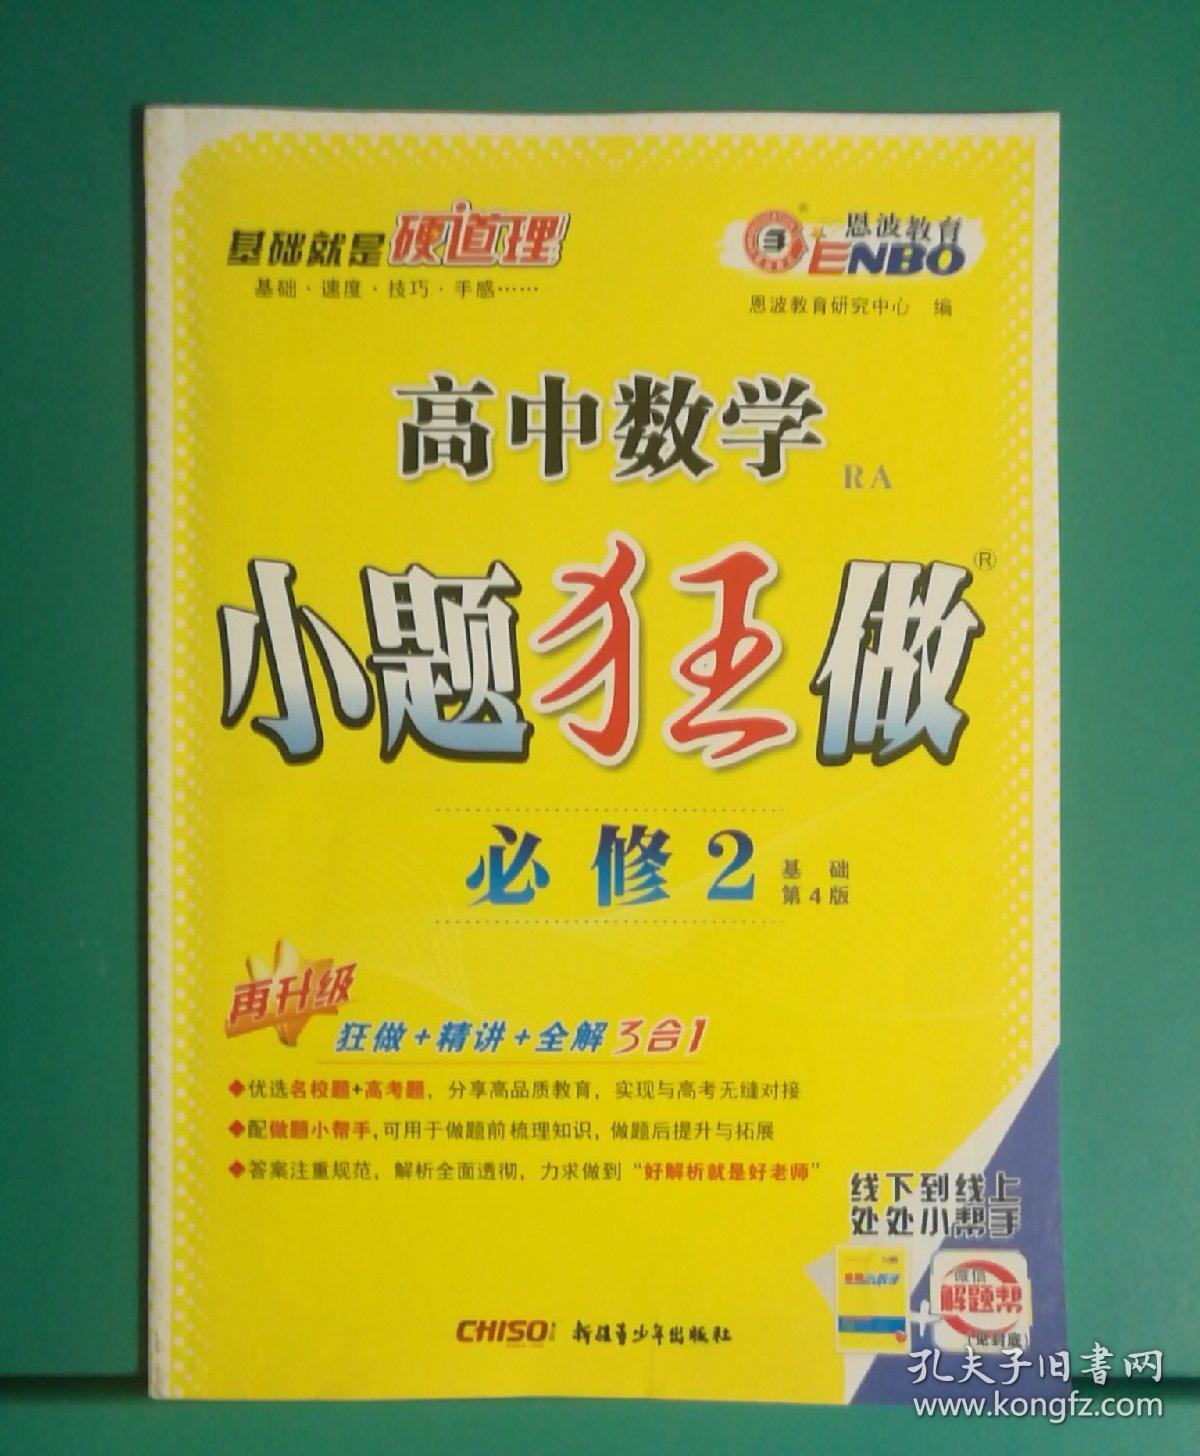 基础就是硬道理
基础·速度·技巧·手感……
恩波教育
ENBO
恩波教育研究中心 编
高中数学
RA
小题狂做®
必修2
基础
第4版
再升级
狂做+精讲+全解3合1
◆优选名校题+高考题，分享高品质教育，实现与高考无缝对接
◆配做题小帮手，可用于做题前梳理知识，做题后提升与拓展
◆答案注重规范，解析全面透彻，力求做到“好解析就是好老师”
线下到线上
处处小帮手
微信
解题帮
(见封底)
CHISO 新疆青少年出版社
孔夫子旧书网
www.kongfz.com